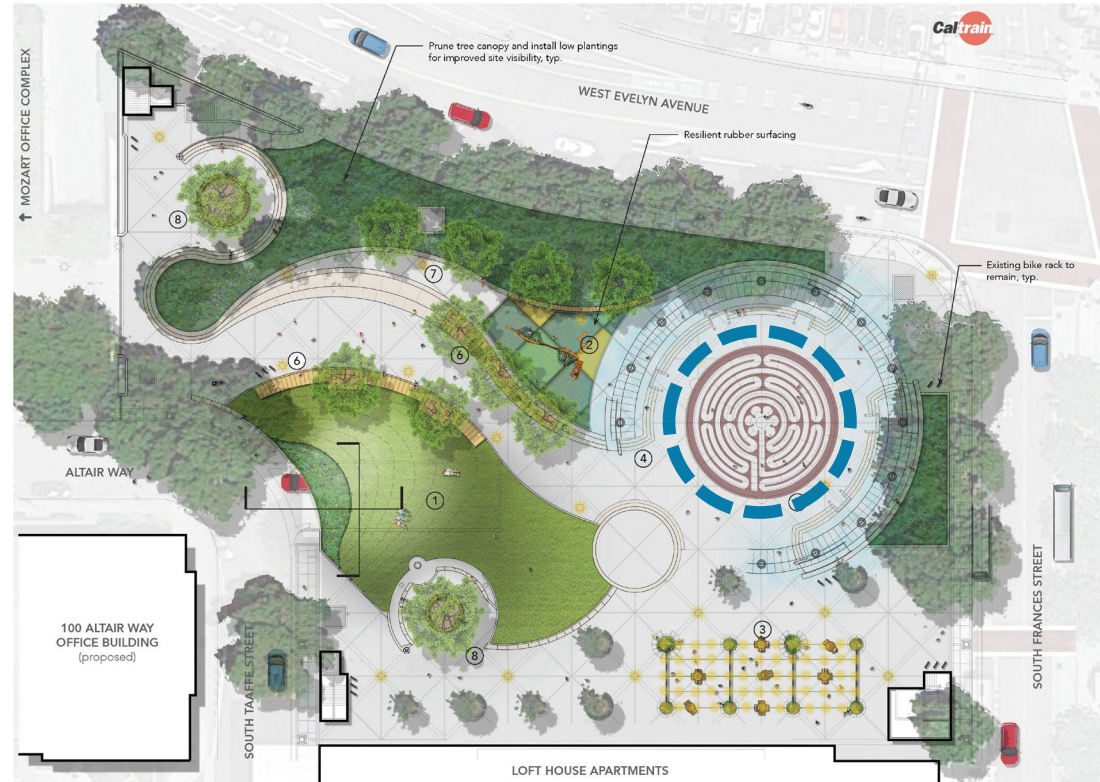 Caltrain
MOZART OFFICE COMPLEX
Prune tree canopy and install low plantings
for improved site visibility, typ.
WEST EVELYN AVENUE
Resilient rubber surfacing
8
7
Existing bike rack to
remain, typ.
2
6
6
4
ALTAIR WAY
1
100 ALTAIR WAY
OFFICE BUILDING
(proposed)
SOUTH TAAFFE STREET
3
8
SOUTH FRANCES STREET
LOFT HOUSE APARTMENTS